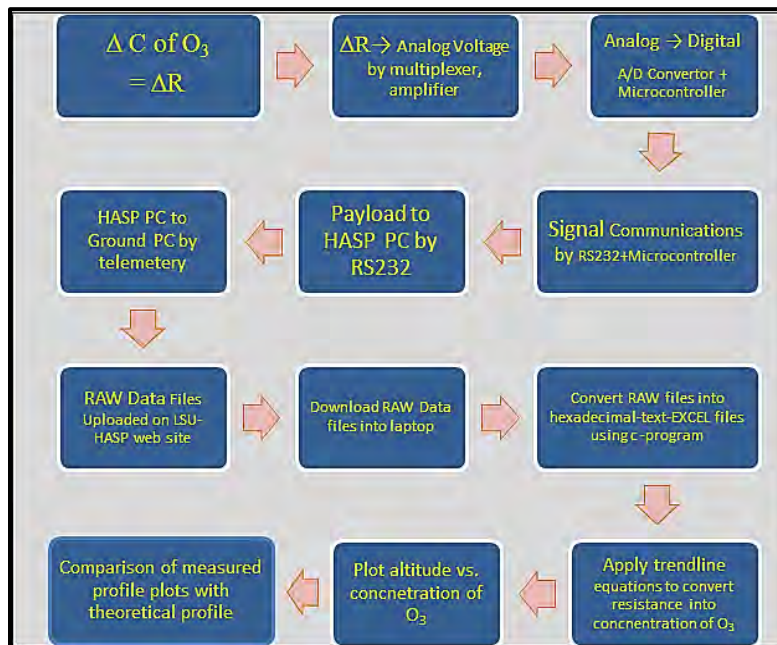 Δ C of O₃
= ΔR
ΔR → Analog Voltage
by multiplexer,
amplifier
Analog → Digital
A/D Convertor +
Microcontroller
Signal Communications
by RS232+Microcontroller
Payload to
HASP PC by
RS232
HASP PC to
Ground PC by
telemetery
RAW Data Files
Uploaded on LSU-
HASP web site
Download RAW Data
files into laptop
Convert RAW files into
hexadecimal-text-EXCEL files
using c-program
Apply trendline
equations to convert
resistance into
concnentration of O₃
Plot altitude vs.
concnetration of
O₃
Comparison of measured
profile plots with
theoretical profile